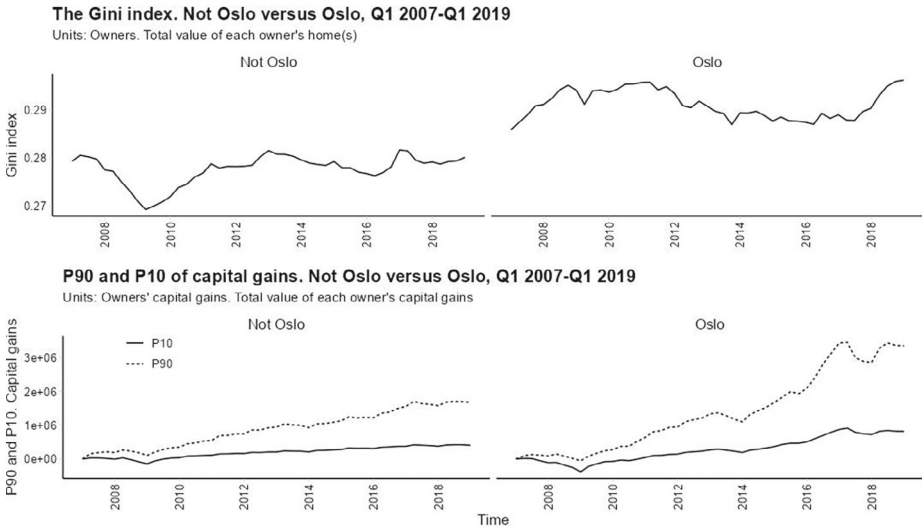 The Gini index. Not Oslo versus Oslo, Q1 2007-Q1 2019
Units: Owners. Total value of each owner's home(s)
Not Oslo
Oslo
Gini index
0.29
0.28
0.27
2008
2010
2012
2014
2016
2018
2008
2010
2012
2014
2016
2018
P90 and P10 of capital gains. Not Oslo versus Oslo, Q1 2007-Q1 2019
Units: Owners' capital gains. Total value of each owner's capital gains
Not Oslo
Oslo
P90 and P10. Capital gains
P10
P90
3e+06
2e+06
1e+06
0e+00
2008
2010
2012
2014
2016
2018
2008
2010
2012
2014
2016
2018
Time